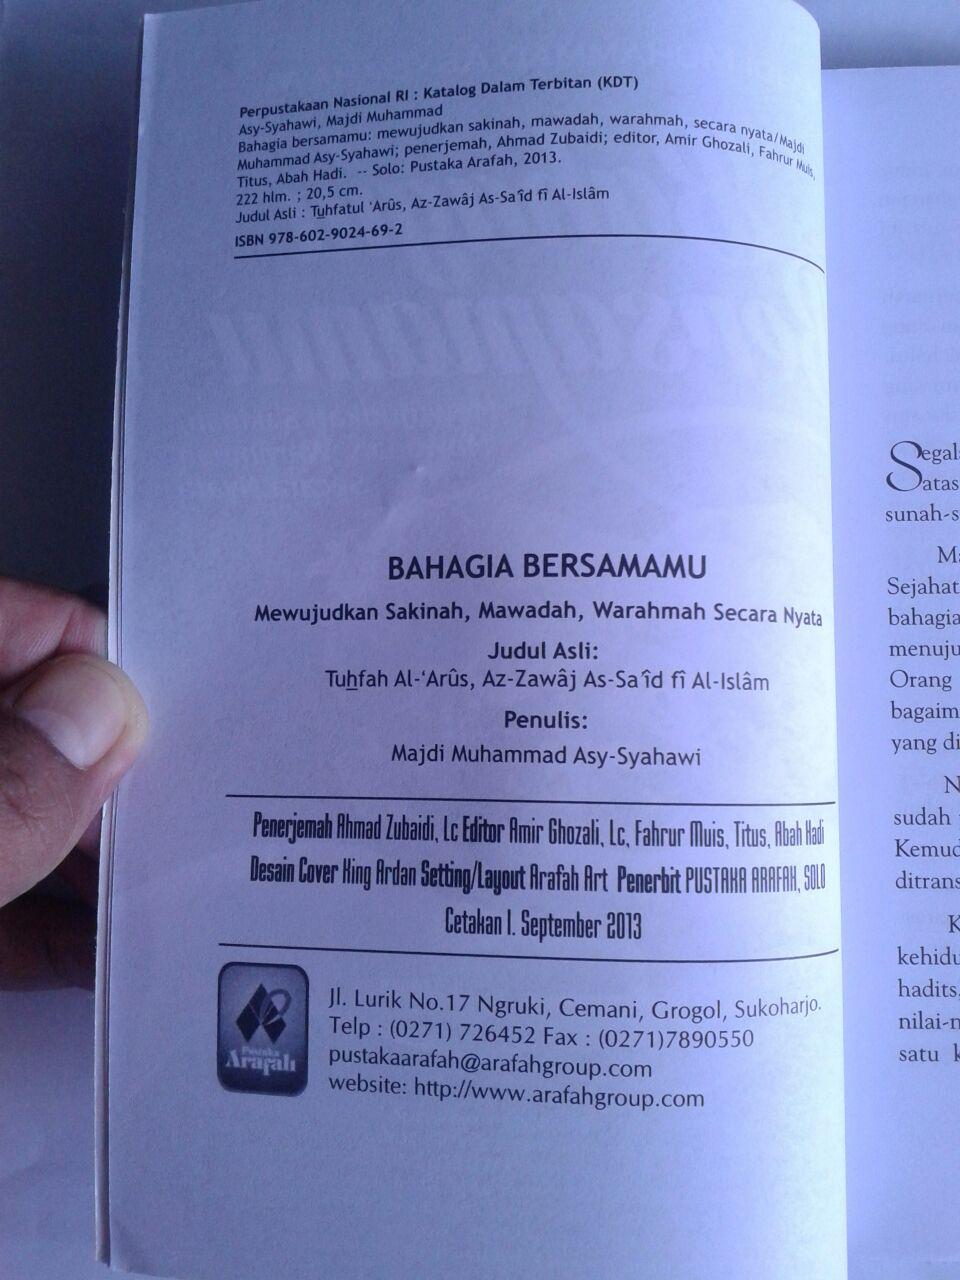 Perpustakaan Nasional RI : Katalog Dalam Terbitan (KDT)
Asy-Syahawi, Majdi Muhammad
Bahagia bersamamu: mewujudkan sakinah, mawadah, warahmah, secara nyata/Majdi
Muhammad Asy-Syahawi; penerjemah, Ahmad Zubaidi; editor, Amir Ghozali, Fahrur Muis,
Titus, Abah Hadi. -- Solo: Pustaka Arafah, 2013.
222 hlm. ; 20,5 cm.
Judul Asli : Tuhfatul ‘Arûs, Az-Zawâj As-Sa’îd fî Al-Islâm
ISBN 978-602-9024-69-2
BAHAGIA BERSAMAMU
Mewujudkan Sakinah, Mawadah, Warahmah Secara Nyata
Judul Asli:
Tuhfah Al-‘Arûs, Az-Zawâj As-Sa’îd fî Al-Islâm
Penulis:
Majdi Muhammad Asy-Syahawi
Penerjemah Ahmad Zubaidi, Lc Editor Amir Ghozali, Lc, Fahrur Muis, Titus, Abah Hadi
Desain Cover King Ardan Setting/Layout Arafah Art Penerbit PUSTAKA ARAFAH, SOLO
Cetakan I. September 2013
Pustaka
Arafah
Jl. Lurik No.17 Ngruki, Cemani, Grogol, Sukoharjo.
Telp : (0271) 726452 Fax : (0271)7890550
pustakaarafah@arafahgroup.com
website: http://www.arafahgroup.com
atas
sunah-s
Sejahat
bahagia
menuju
Orang
bagaim
yang di
sudah
Kemud
ditrans
kehidu
hadits,
nilai-n
satu k